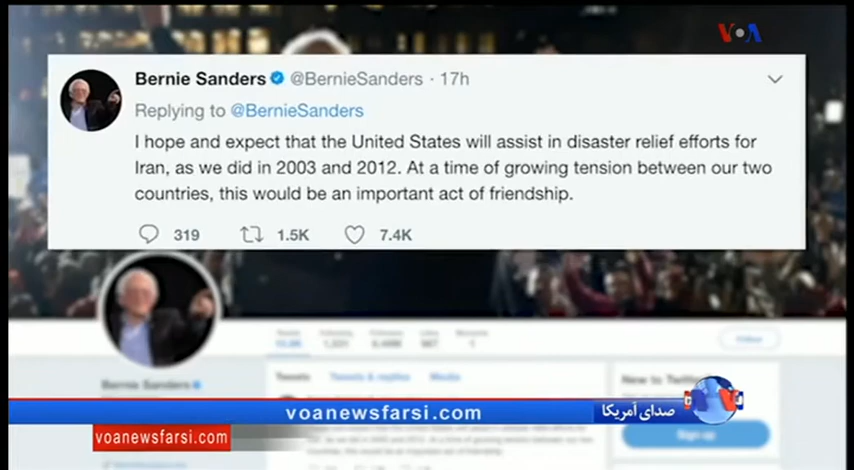 VOA
Bernie Sanders @BernieSanders · 17h
Replying to @BernieSanders
I hope and expect that the United States will assist in disaster relief efforts for
Iran, as we did in 2003 and 2012. At a time of growing tension between our two
countries, this would be an important act of friendship.
319 1.5K 7.4K
Tweets Following Followers Likes
Follow
Bernie Sanders
Tweets Tweets & replies Media
New to Twitter
voanewsfarsi.com صدای آمریکا
voanewsfarsi.com
Sign up